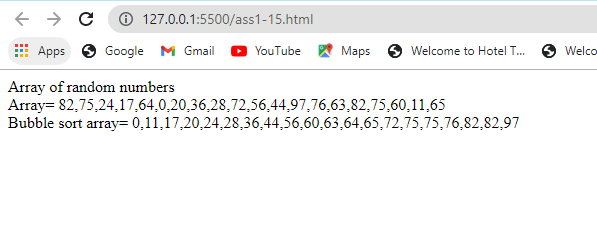 127.0.0.1:5500/ass1-15.html
Apps Google Gmail YouTube Maps Welcome to Hotel T... Welco
Array of random numbers
Array= 82,75,24,17,64,0,20,36,28,72,56,44,97,76,63,82,75,60,11,65
Bubble sort array= 0,11,17,20,24,28,36,44,56,60,63,64,65,72,75,75,76,82,82,97